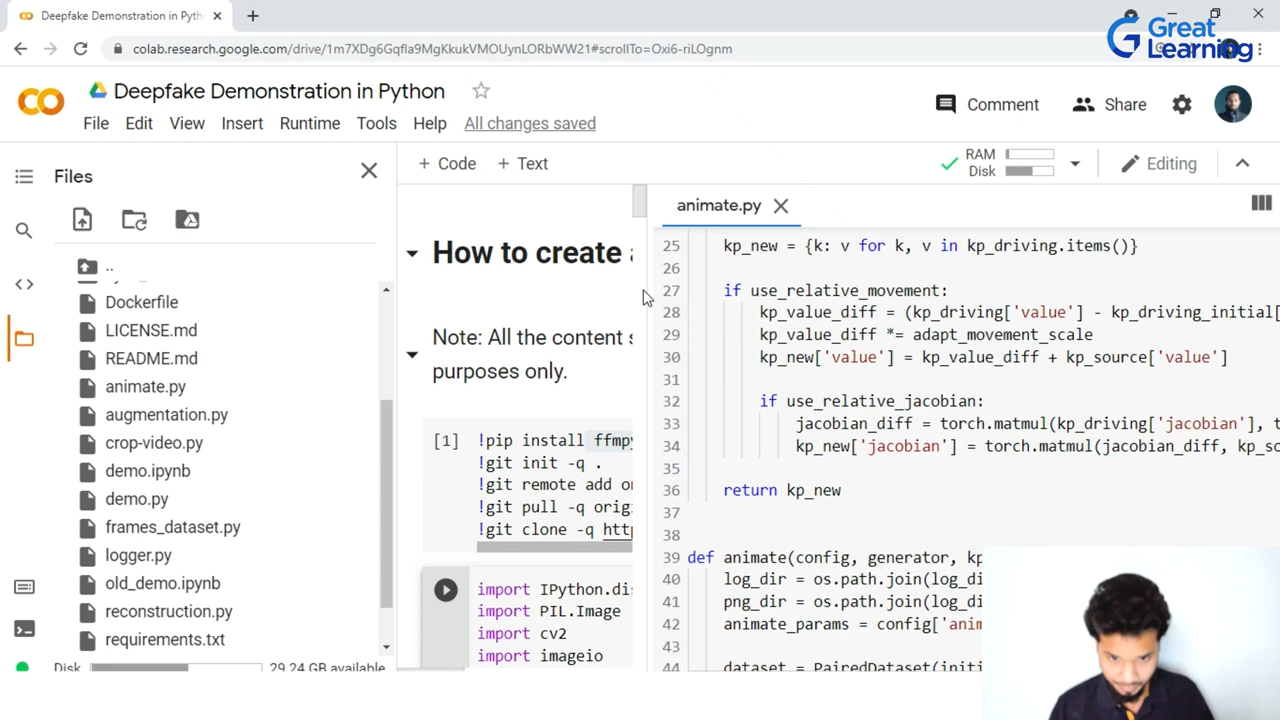 Deepfake Demonstration in Pyth
colab.research.google.com/drive/1m7XDg6Gqfla9MgKkukVMOUynLORbWW21#scrollTo=Oxi6-riLOgnm
Great
Learning
Deepfake Demonstration in Python
File Edit View Insert Runtime Tools Help All changes saved
Comment Share
Files
+ Code + Text
RAM
Disk
Editing
..
Dockerfile
LICENSE.md
README.md
animate.py
augmentation.py
crop-video.py
demo.ipynb
demo.py
frames_dataset.py
logger.py
old_demo.ipynb
reconstruction.py
requirements.txt
Disk 29.24 GB available
How to create
Note: All the content
purposes only.
[1] !pip install ffmpy
!git init -q .
!git remote add or
!git pull -q orig
!git clone -q http
import IPython.dis
import PIL.Image
import cv2
import imageio
animate.py
25 kp_new = {k: v for k, v in kp_driving.items()}
26
27 if use_relative_movement:
28 kp_value_diff = (kp_driving['value'] - kp_driving_initial[
29 kp_value_diff *= adapt_movement_scale
30 kp_new['value'] = kp_value_diff + kp_source['value']
31
32 if use_relative_jacobian:
33 jacobian_diff = torch.matmul(kp_driving['jacobian'], t
34 kp_new['jacobian'] = torch.matmul(jacobian_diff, kp_so
35
36 return kp_new
37
38
39 def animate(config, generator, kp
40 log_dir = os.path.join(log_di
41 png_dir = os.path.join(log_di
42 animate_params = config['anim
43
44 dataset = PairedDataset(initi